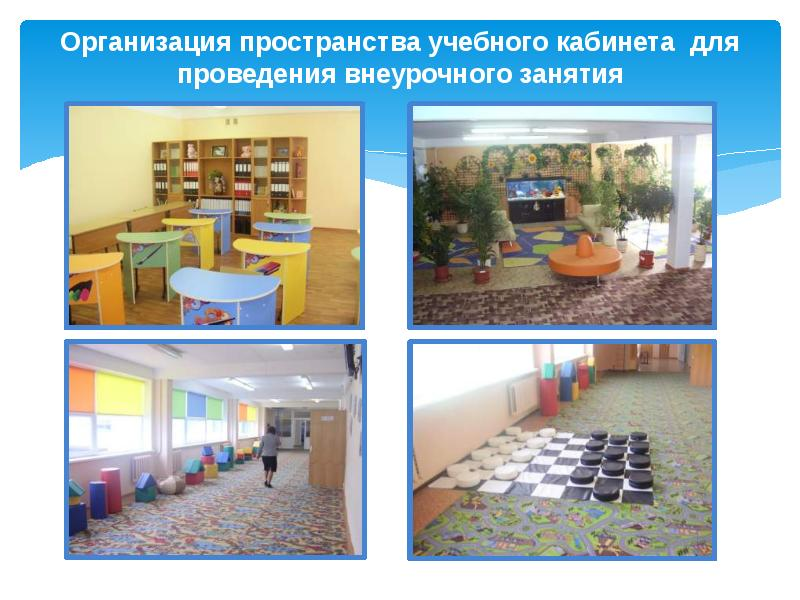 Организация пространства учебного кабинета для
проведения внеурочного занятия